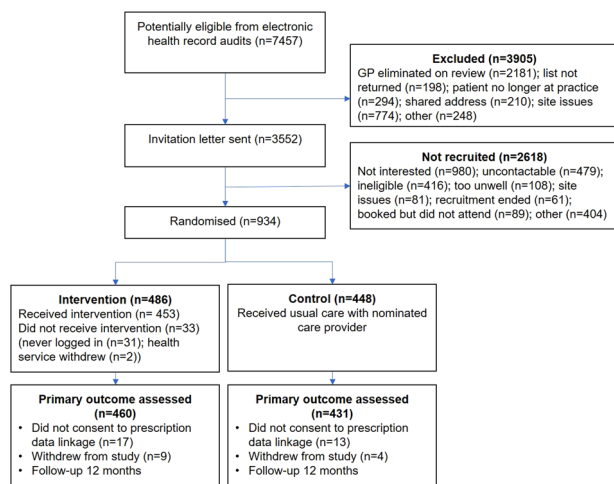 Potentially eligible from electronic
health record audits (n=7457)
Excluded (n=3905)
GP eliminated on review (n=2181); list not
returned (n=198); patient no longer at practice
(n=294); shared address (n=210); site issues
(n=774); other (n=248)
Invitation letter sent (n=3552)
Not recruited (n=2618)
Not interested (n=980); uncontactable (n=479);
ineligible (n=416); too unwell (n=108); site
issues (n=81); recruitment ended (n=61);
booked but did not attend (n=89); other (n=404)
Randomised (n=934)
Intervention (n=486)
Received intervention (n= 453)
Did not receive intervention (n=33)
(never logged in (n=31); health
service withdrew (n=2))
Control (n=448)
Received usual care with nominated
care provider
Primary outcome assessed
(n=460)
• Did not consent to prescription
data linkage (n=17)
• Withdrew from study (n=9)
• Follow-up 12 months
Primary outcome assessed
(n=431)
• Did not consent to prescription
data linkage (n=13)
• Withdrew from study (n=4)
• Follow-up 12 months